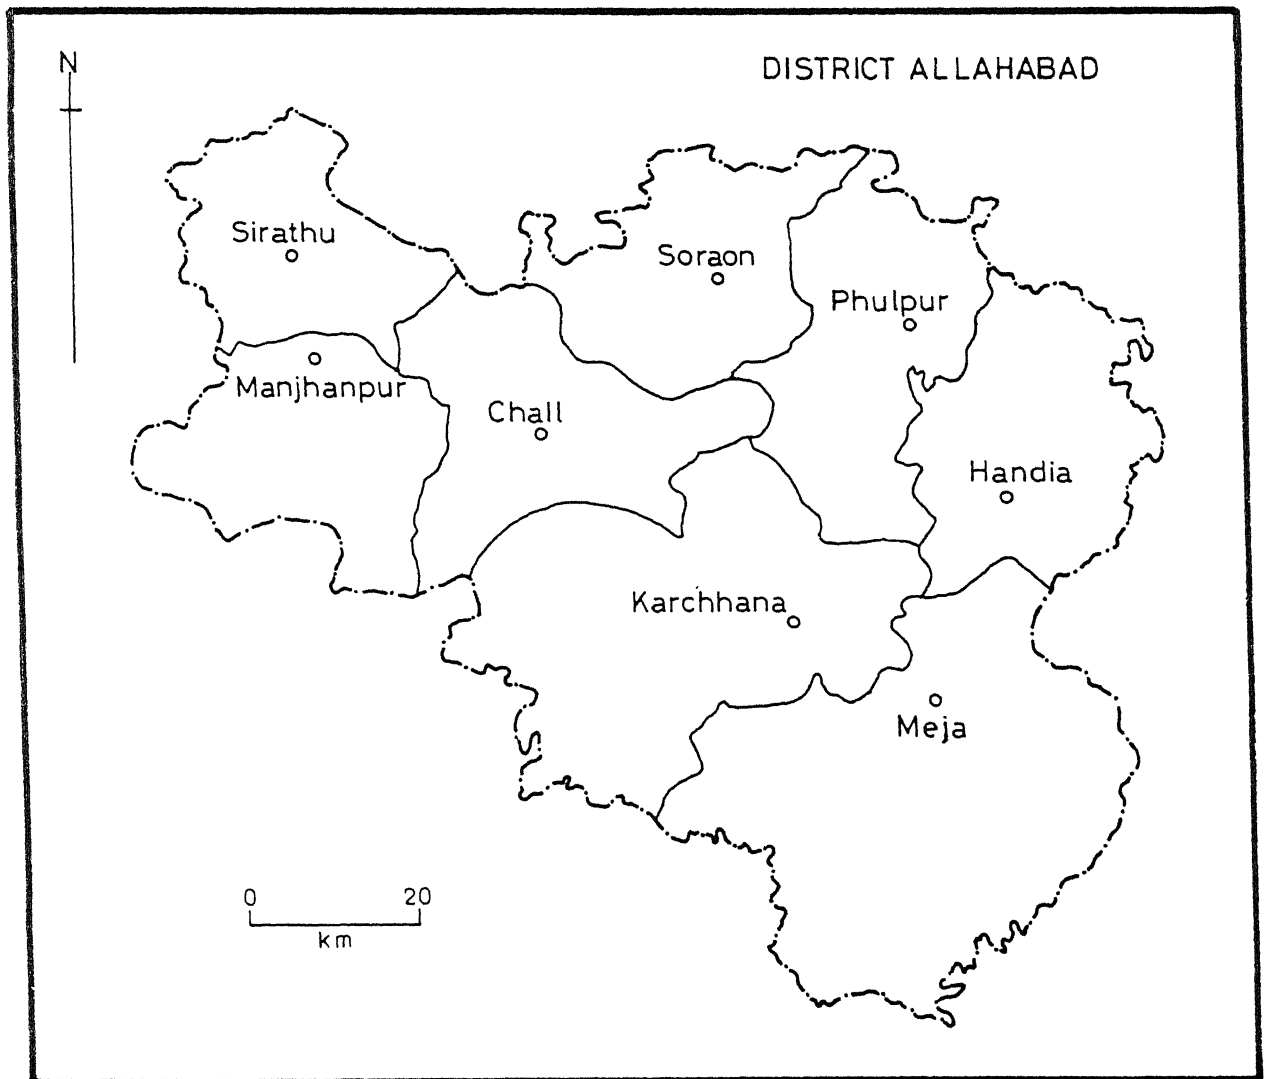 N
DISTRICT ALLAHABAD
Sirathu
Soraon
Phulpur
Manjhanpur
Chall
Handia
Karchhana
Meja
0 20
km